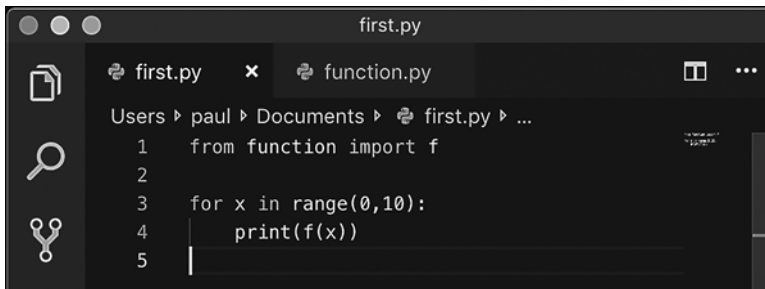 first.py
first.py × function.py ...
Users ▹ paul ▹ Documents ▹ first.py ▹ ...
1 from function import f
2
3 for x in range(0,10):
4     print(f(x))
5